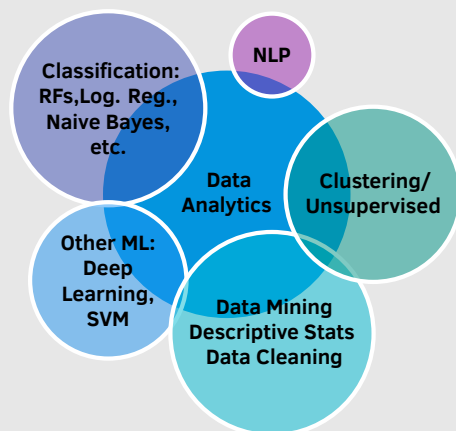 Classification:
RFs,Log. Reg.,
Naive Bayes,
etc.
NLP
Data
Analytics
Clustering/
Unsupervised
Other ML:
Deep
Learning,
SVM
Data Mining
Descriptive Stats
Data Cleaning